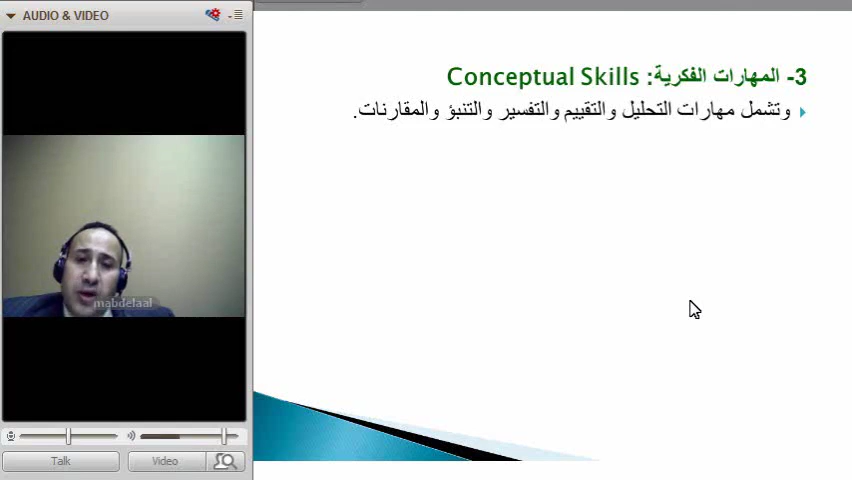 AUDIO & VIDEO
mabdelaal
Talk
Video
3- المهارات الفكرية: Conceptual Skills
وتشمل مهارات التحليل والتقييم والتفسير والتنبؤ والمقارنات.